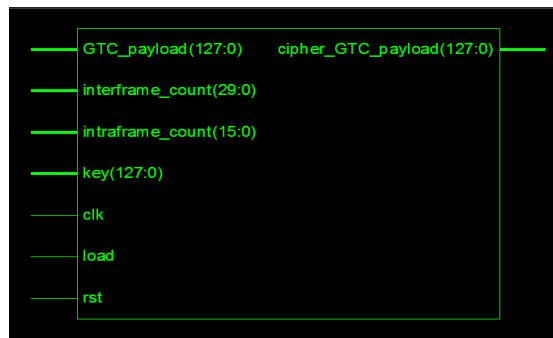 GTC_payload(127:0) cipher_GTC_payload(127:0)
interframe_count(29:0)
intraframe_count(15:0)
key(127:0)
clk
load
rst